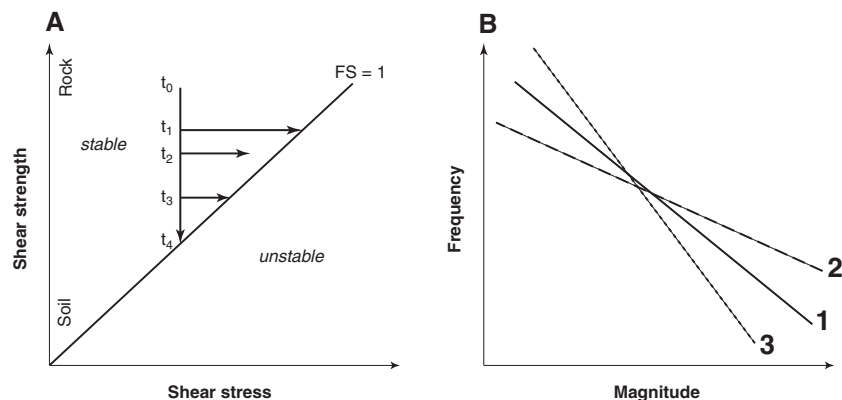 A
Shear strength
Rock
Soil
t0
t1
t2
t3
t4
FS = 1
stable
unstable
Shear stress
B
Frequency
2
1
3
Magnitude